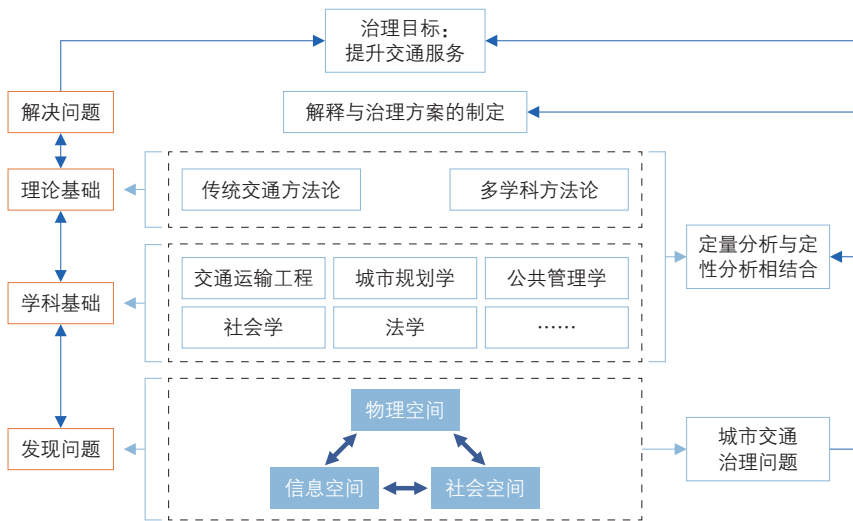 治理目标：
提升交通服务
解决问题
解释与治理方案的制定
理论基础
传统交通方法论
多学科方法论
定量分析与定
性分析相结合
学科基础
交通运输工程
城市规划学
公共管理学
社会学
法学
……
发现问题
物理空间
信息空间
社会空间
城市交通
治理问题